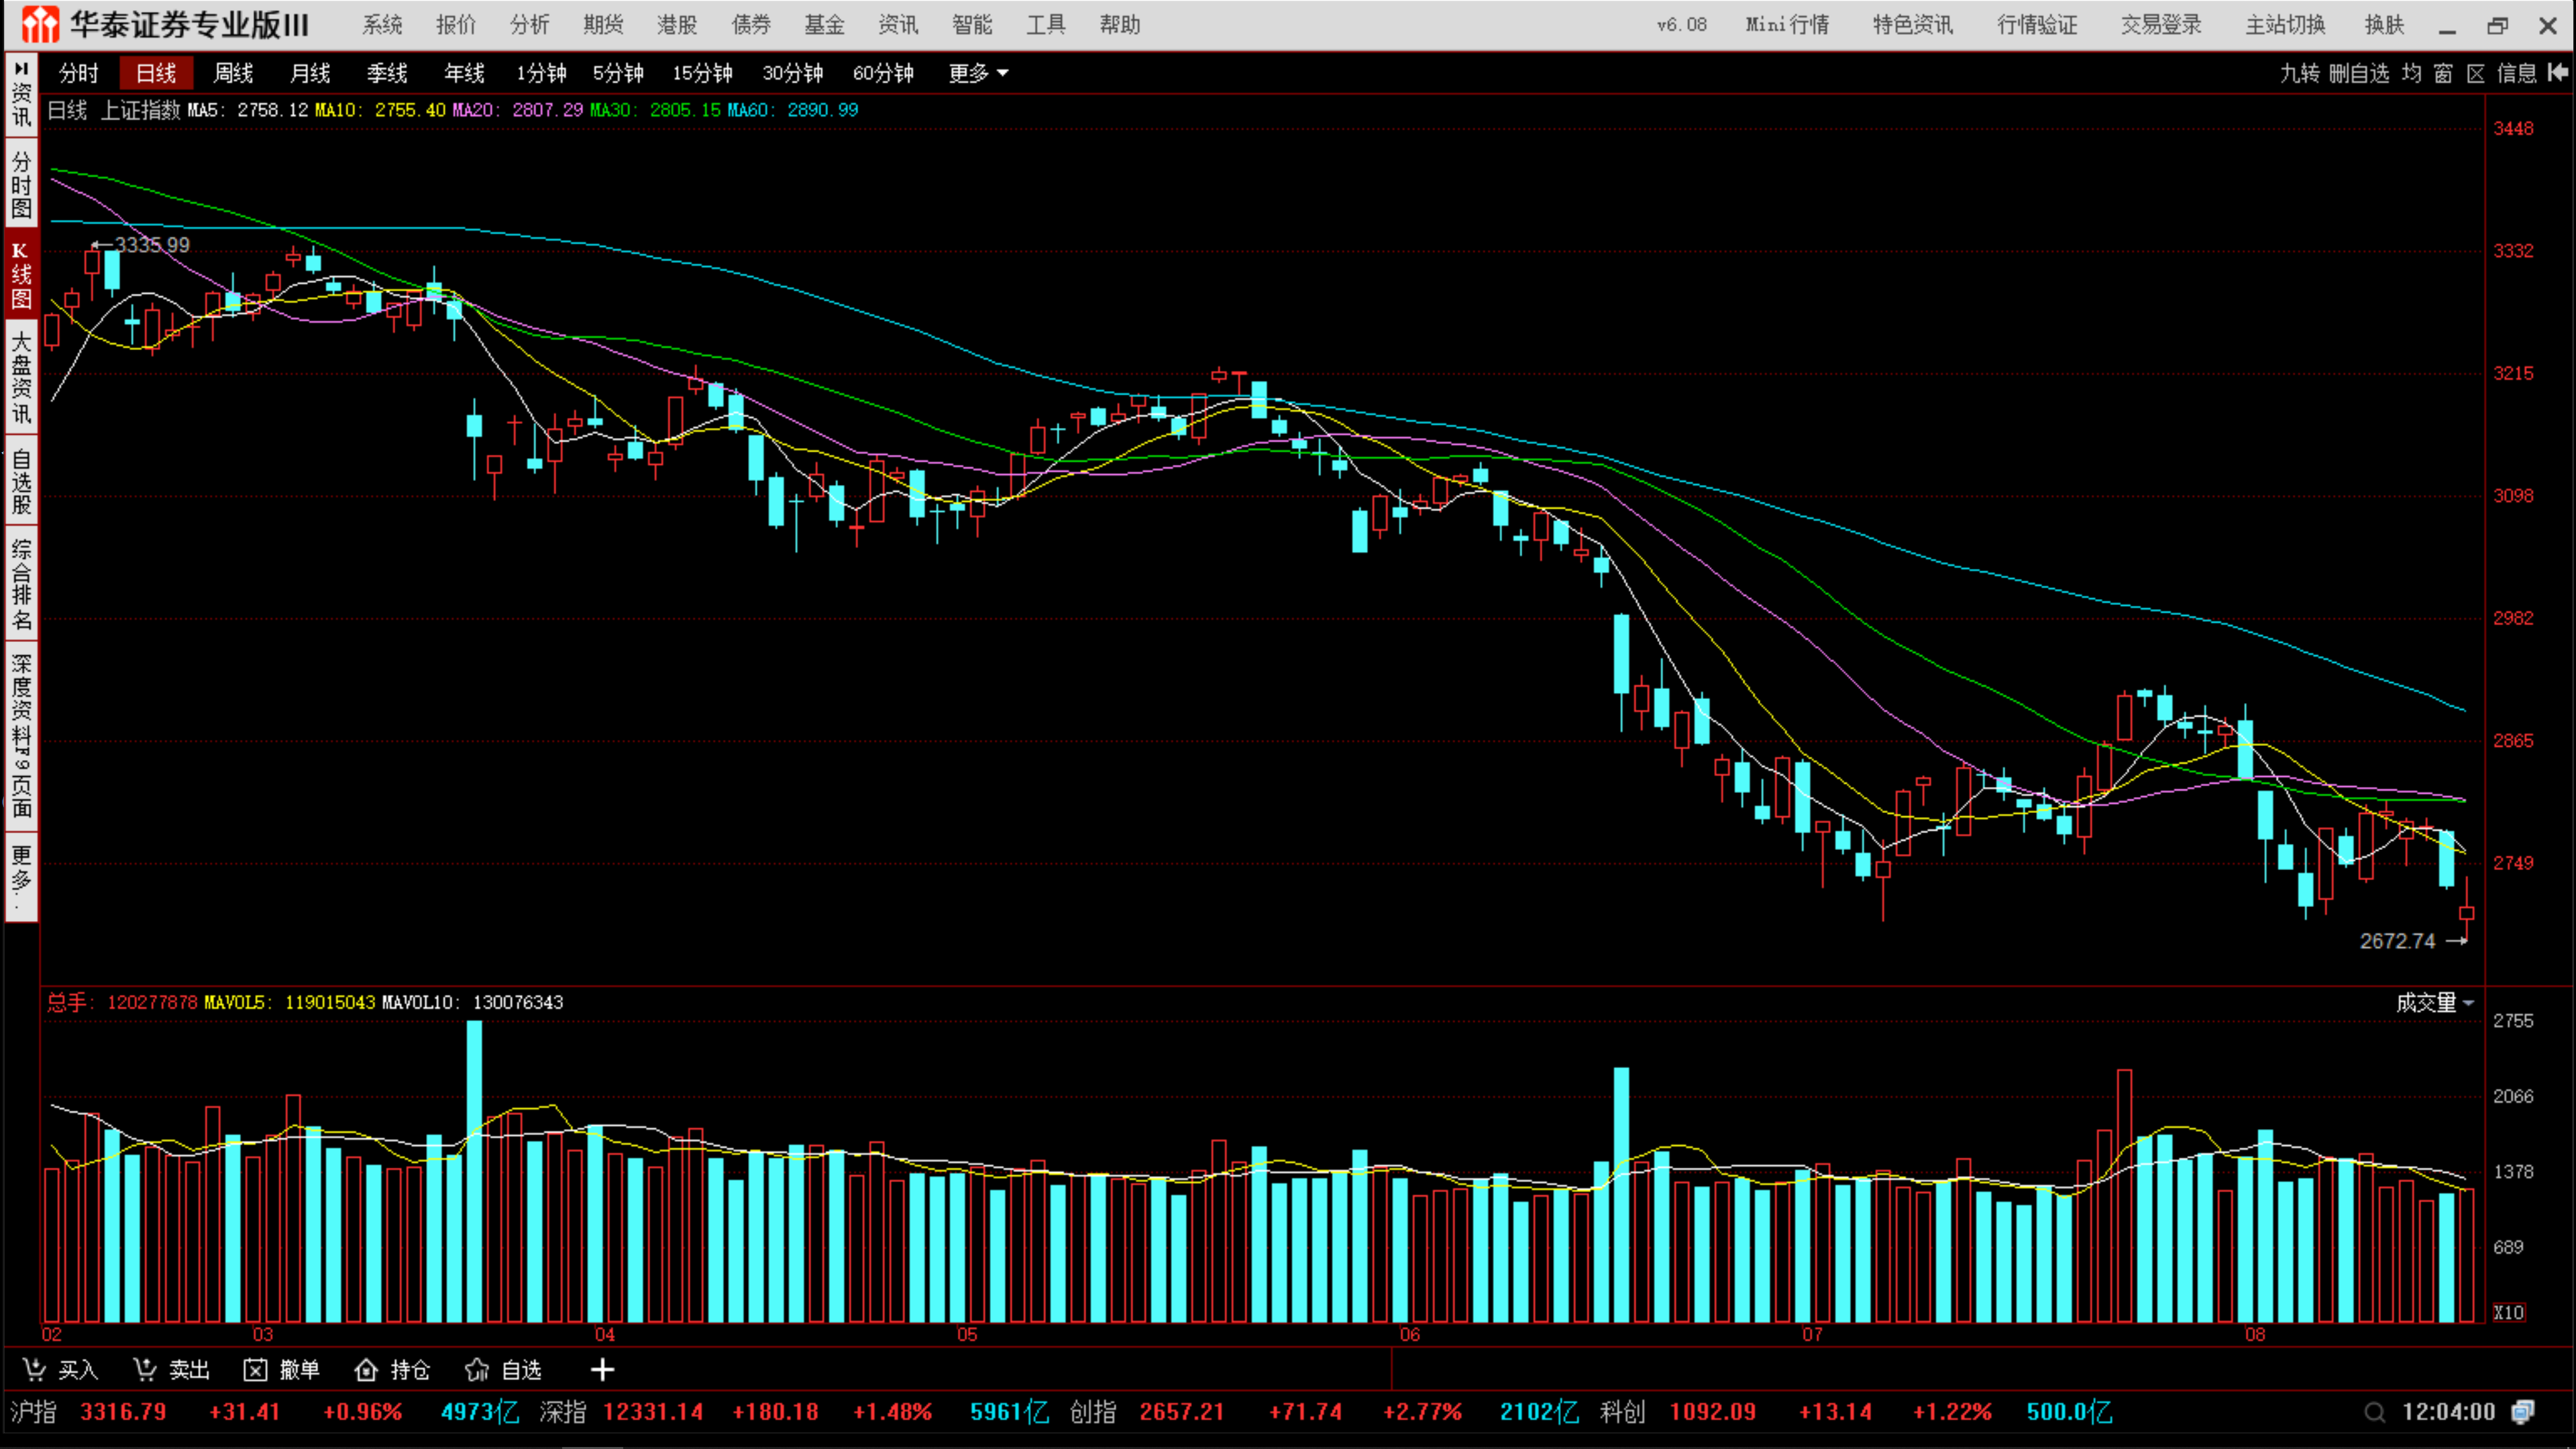 华泰证券专业版III 系统 报价 分析 期货 港股 债券 基金 资讯 智能 工具 帮助 v6.08 Mini行情 特色资讯 行情验证 交易登录 主站切换 换肤
分时 日线 周线 月线 季线 年线 1分钟 5分钟 15分钟 30分钟 60分钟 更多 九转 删自选 均 窗 区 信息
日线 上证指数 MA5: 2758.12 MA10: 2755.40 MA20: 2807.29 MA30: 2805.15 MA60: 2890.99
资讯
分时图
K线图
大盘资讯
自选股
综合排名
深度资料F9页面
更多..
3335.99
2672.74
3448
3332
3215
3098
2982
2865
2749
总手: 120277878 MAVOL5: 119015043 MAVOL10: 130076343 成交量
2755
2066
1378
689
X10
02 03 04 05 06 07 08
买入 卖出 撤单 持仓 自选
沪指 3316.79 +31.41 +0.96% 4973亿 深指 12331.14 +180.18 +1.48% 5961亿 创指 2657.21 +71.74 +2.77% 2102亿 科创 1092.09 +13.14 +1.22% 500.0亿 12:04:00